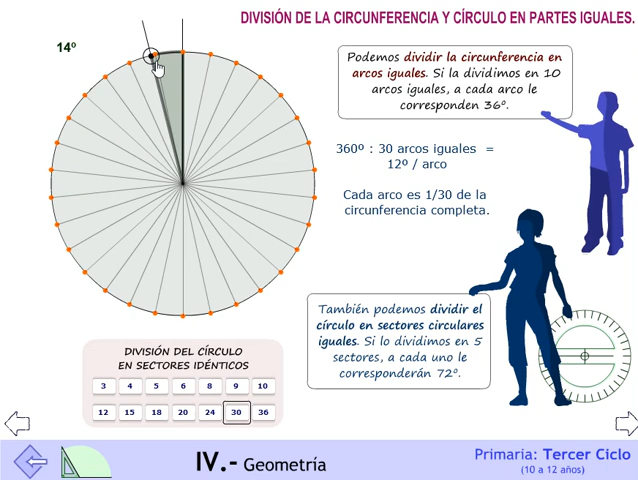 DIVISIÓN DE LA CIRCUNFERENCIA Y CÍRCULO EN PARTES IGUALES.
14º
Podemos dividir la circunferencia en
arcos iguales. Si la dividimos en 10
arcos iguales, a cada arco le
corresponden 36º.
360º : 30 arcos iguales =
12º / arco
Cada arco es 1/30 de la
circunferencia completa.
También podemos dividir el
círculo en sectores circulares
iguales. Si lo dividimos en 5
sectores, a cada uno le
corresponderán 72º.
DIVISIÓN DEL CÍRCULO
EN SECTORES IDÉNTICOS
3 4 5 6 8 9 10
12 15 18 20 24 30 36
IV.- Geometría
Primaria: Tercer Ciclo
(10 a 12 años)